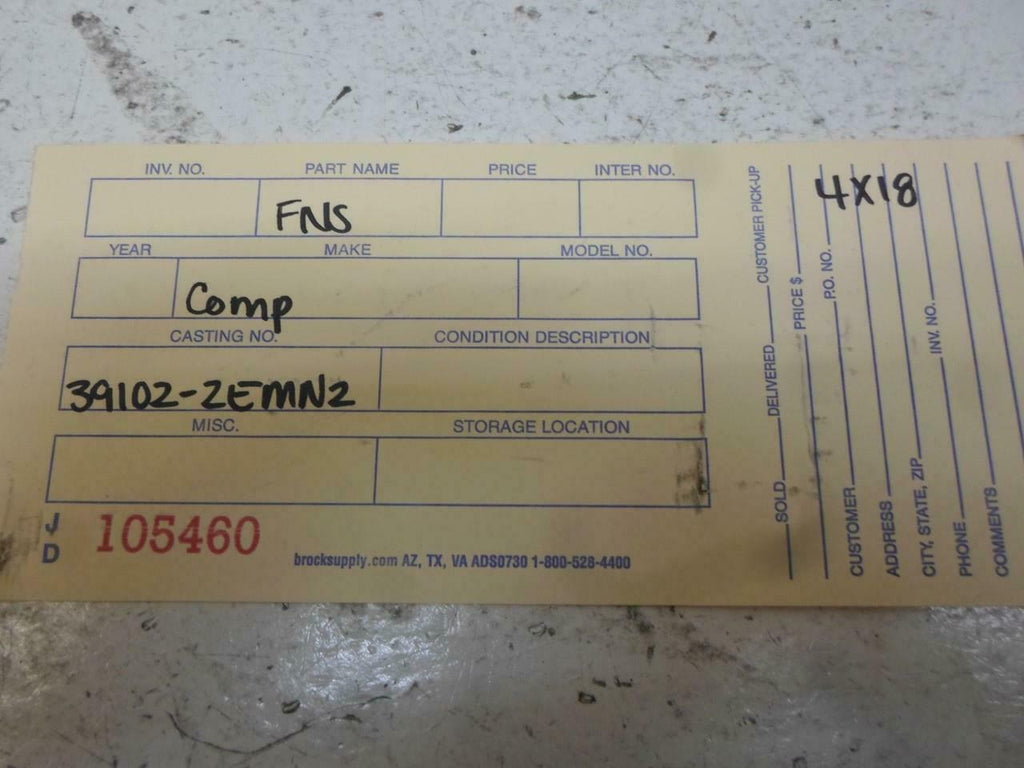 INV. NO. PART NAME PRICE INTER NO.
FNS
YEAR MAKE MODEL NO.
Comp
CASTING NO. CONDITION DESCRIPTION
39102-2EMN2
MISC. STORAGE LOCATION
J
D
105460
brocksupply.com AZ, TX, VA ADS0730 1-800-528-4400
4X18
SOLD DELIVERED CUSTOMER PICK-UP
PRICE $
P.O. NO.
CUSTOMER
ADDRESS
CITY, STATE, ZIP INV. NO.
PHONE
COMMENTS